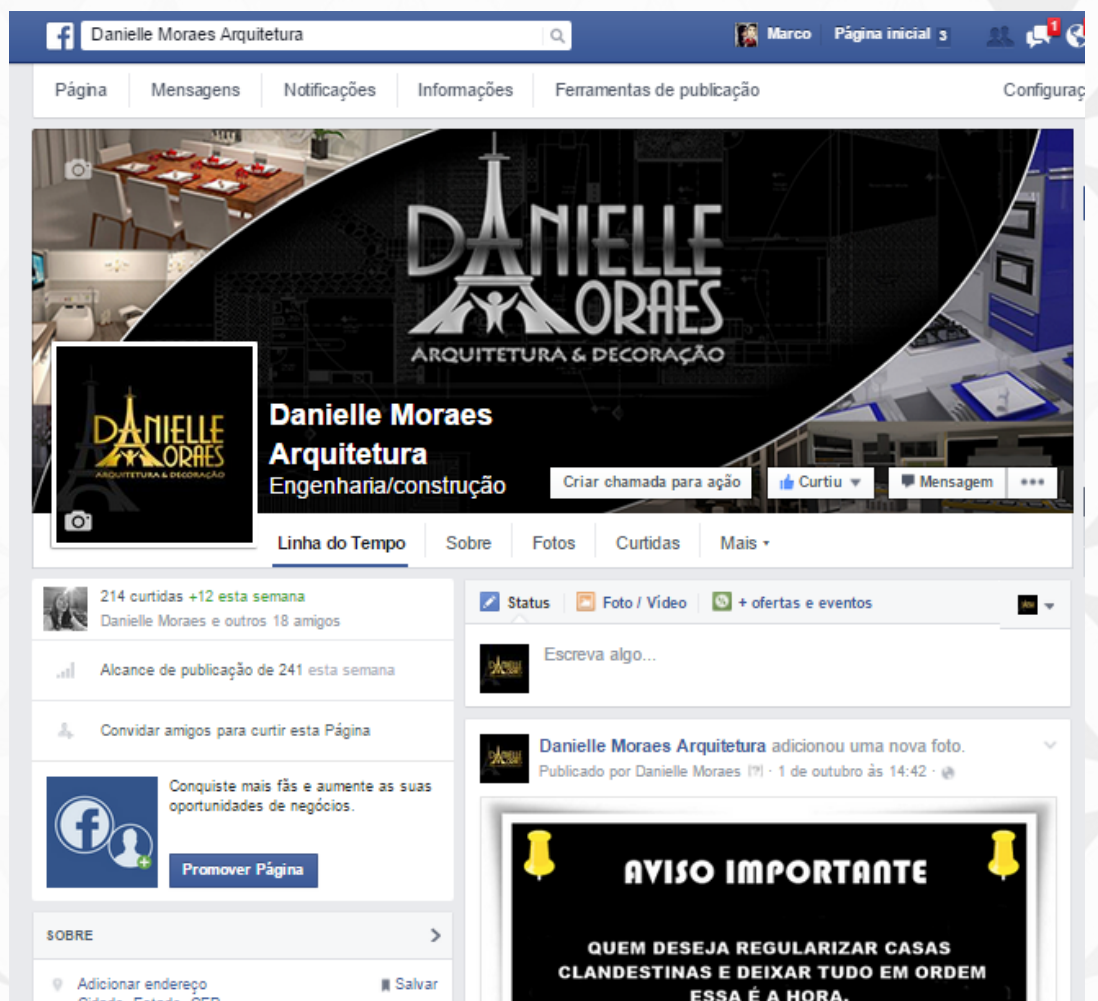 Danielle Moraes Arquitetura
Marco Página inicial 3
1
Página Mensagens Notificações Informações Ferramentas de publicação
DANIELLE
MORAES
ARQUITETURA & DECORAÇÃO
DANIELLE
MORAES
ARQUITETURA & DECORAÇÃO
Danielle Moraes
Arquitetura
Engenharia/construção
Criar chamada para ação Curtiu Mensagem
Linha do Tempo Sobre Fotos Curtidas Mais
214 curtidas +12 esta semana
Danielle Moraes e outros 18 amigos
Alcance de publicação de 241 esta semana
Convidar amigos para curtir esta Página
Conquiste mais fãs e aumente as suas
oportunidades de negócios.
Promover Página
SOBRE
Adicionar endereço Salvar
Status Foto / Vídeo + ofertas e eventos
Escreva algo...
Danielle Moraes Arquitetura adicionou uma nova foto.
Publicado por Danielle Moraes [?] · 1 de outubro às 14:42 ·
AVISO IMPORTANTE
QUEM DESEJA REGULARIZAR CASAS
CLANDESTINAS E DEIXAR TUDO EM ORDEM
ESSA É A HORA.